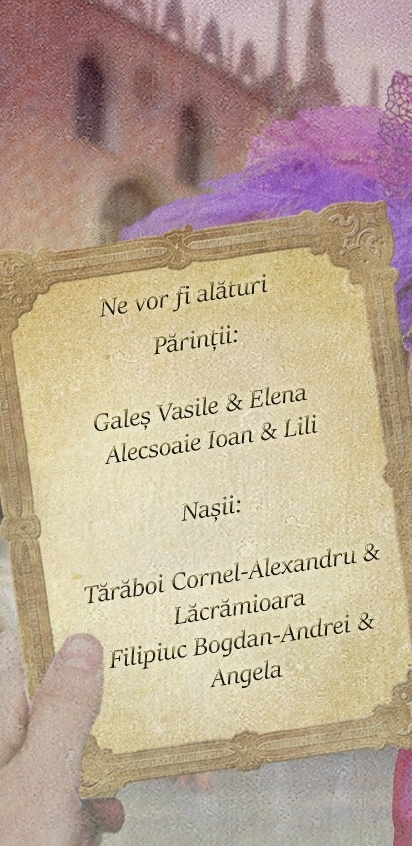 Ne vor fi alături
Părinții:
Galeș Vasile & Elena
Alecsoaie Ioan & Lili
Nașii:
Tărăboi Cornel-Alexandru &
Lăcrămioara
Filipiuc Bogdan-Andrei &
Angela